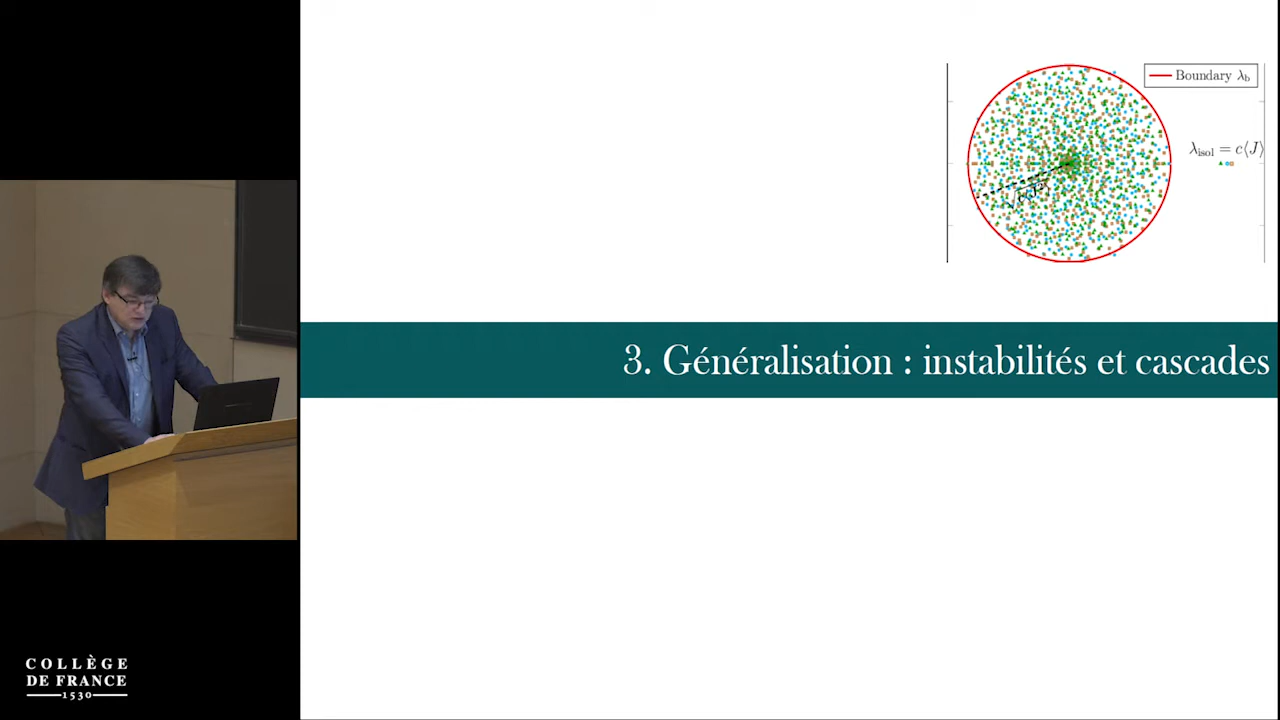 Boundary λ_b
λ_isol = c⟨J⟩
3. Généralisation : instabilités et cascades
COLLÈGE
DE FRANCE
1530